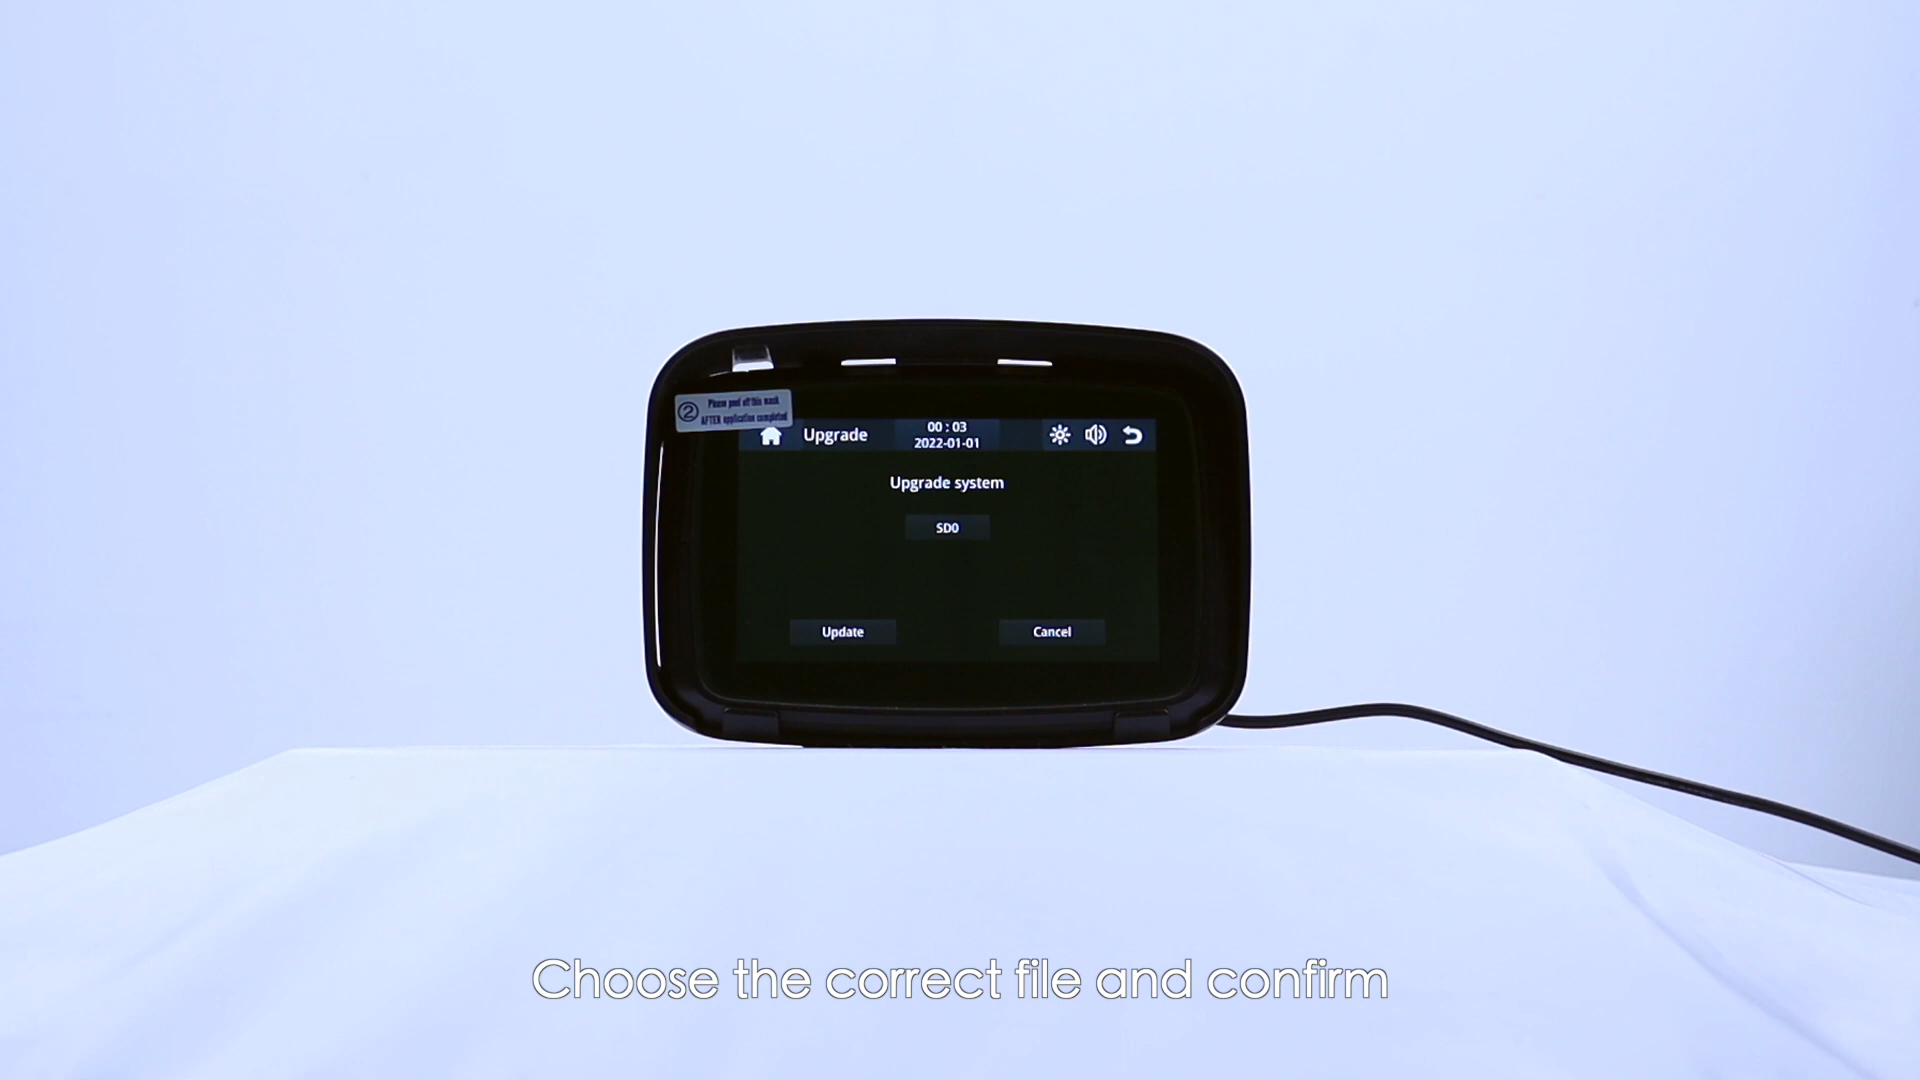 ② Please peel off this mask
AFTER application completed
Upgrade
00 : 03
2022-01-01
Upgrade system
SD0
Update
Cancel
Choose the correct file and confirm